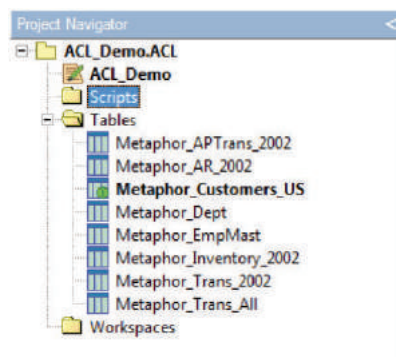 Project Navigator
ACL_Demo.ACL
ACL_Demo
Scripts
Tables
Metaphor_APTrans_2002
Metaphor_AR_2002
Metaphor_Customers_US
Metaphor_Dept
Metaphor_EmpMast
Metaphor_Inventory_2002
Metaphor_Trans_2002
Metaphor_Trans_All
Workspaces